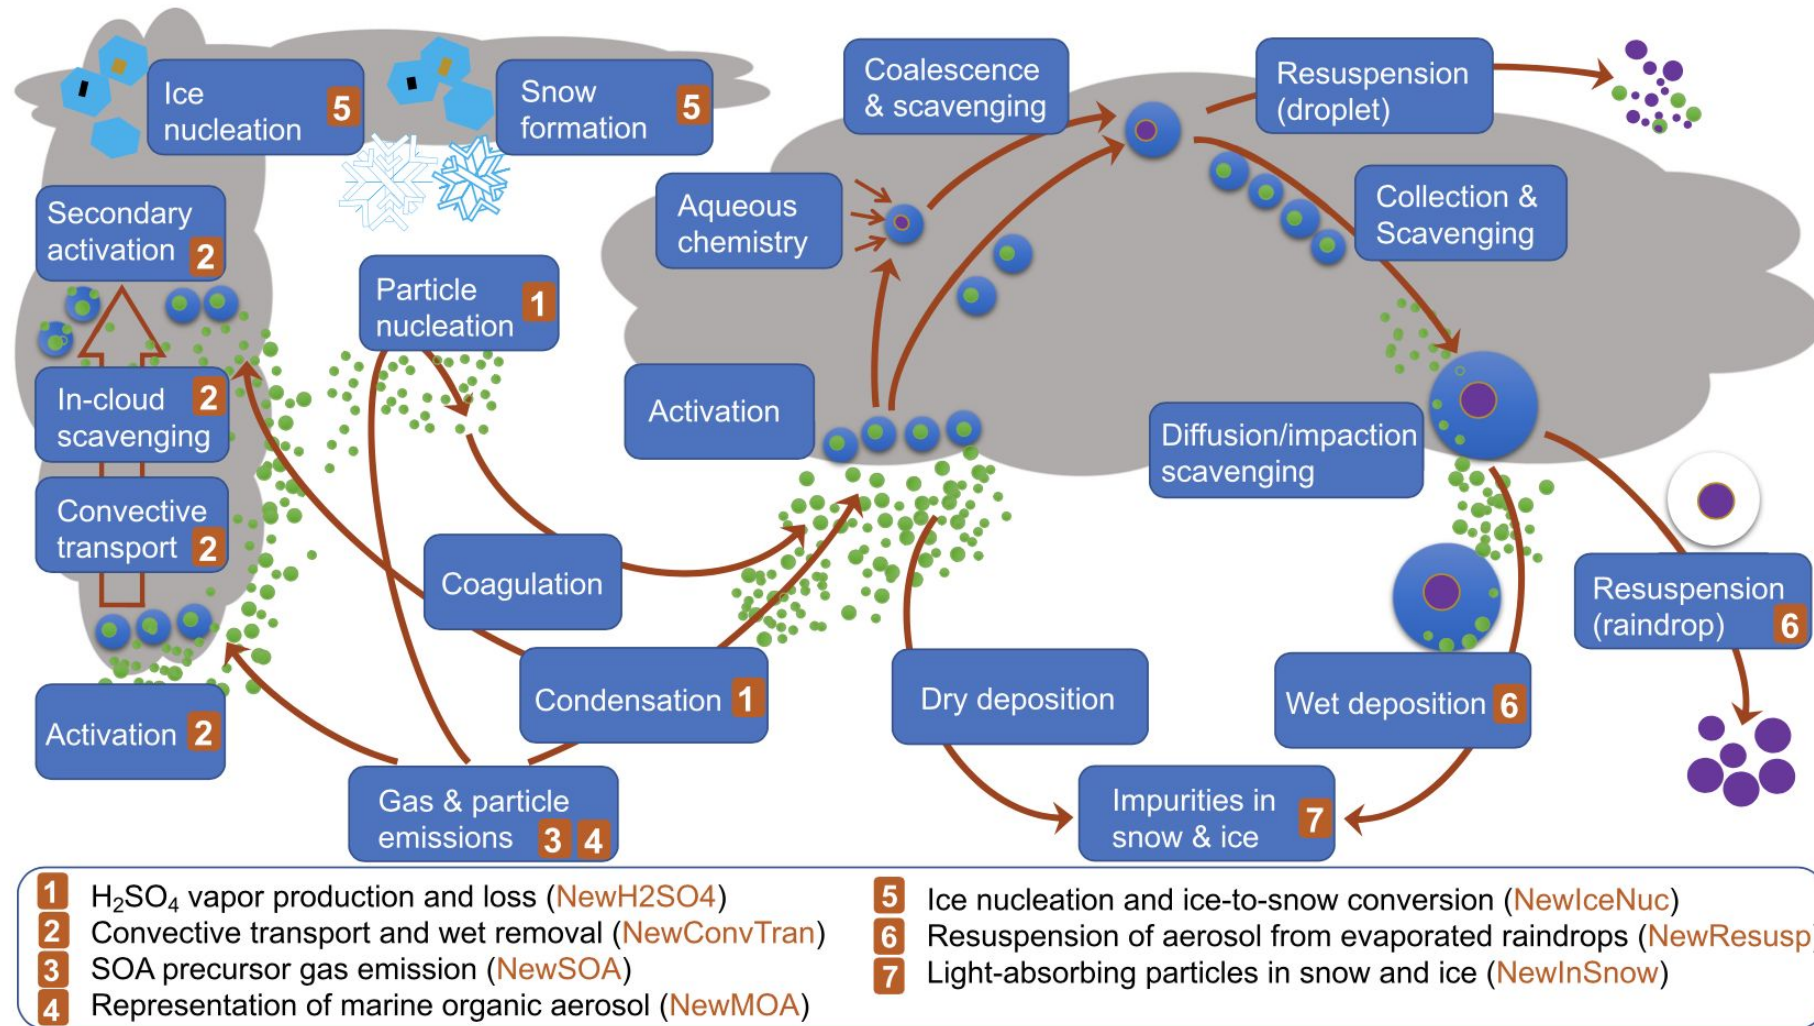 Ice
nucleation 5
Snow
formation 5
Coalescence
& scavenging
Resuspension
(droplet)
Secondary
activation 2
Aqueous
chemistry
Collection &
Scavenging
Particle
nucleation 1
In-cloud 2
scavenging
Activation
Diffusion/impaction
scavenging
Convective
transport 2
Coagulation
Resuspension
(raindrop) 6
Activation 2
Condensation 1
Dry deposition
Wet deposition 6
Gas & particle
emissions 3 4
Impurities in
snow & ice 7
1 H₂SO₄ vapor production and loss (NewH2SO4)
2 Convective transport and wet removal (NewConvTran)
3 SOA precursor gas emission (NewSOA)
4 Representation of marine organic aerosol (NewMOA)
5 Ice nucleation and ice-to-snow conversion (NewIceNuc)
6 Resuspension of aerosol from evaporated raindrops (NewResusp)
7 Light-absorbing particles in snow and ice (NewInSnow)